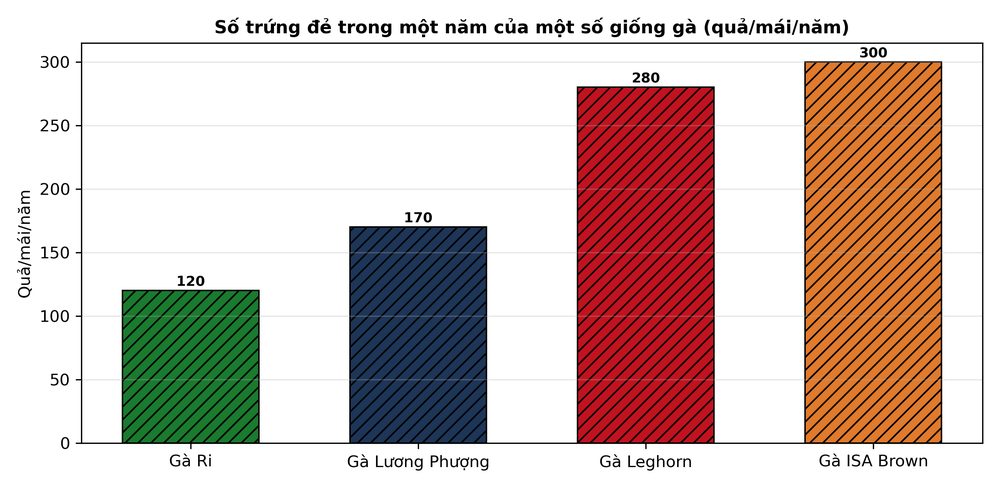 Số trứng đẻ trong một năm của một số giống gà (quả/mái/năm)
Quả/mái/năm
300
250
200
150
100
50
0
120
170
280
300
Gà Ri
Gà Lương Phượng
Gà Leghorn
Gà ISA Brown